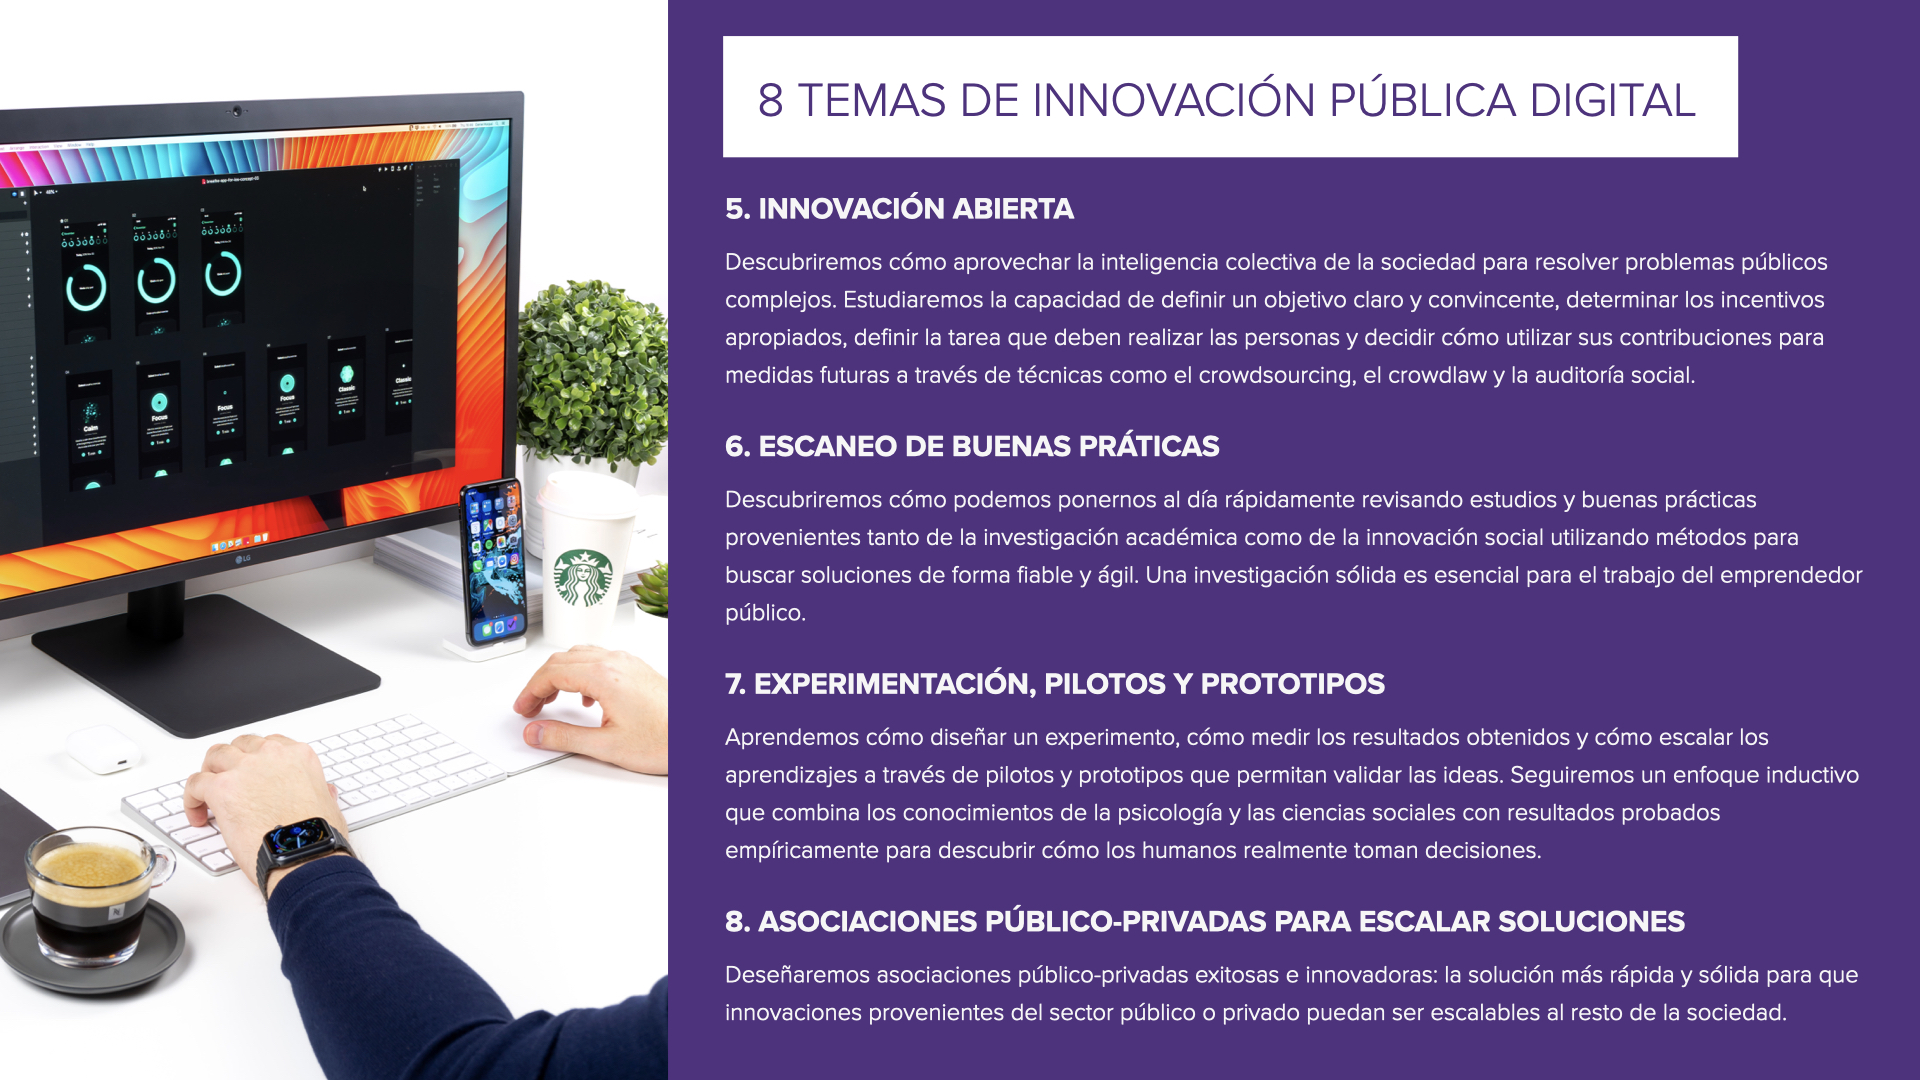 8 TEMAS DE INNOVACIÓN PÚBLICA DIGITAL
5. INNOVACIÓN ABIERTA
Descubriremos cómo aprovechar la inteligencia colectiva de la sociedad para resolver problemas públicos
complejos. Estudiaremos la capacidad de definir un objetivo claro y convincente, determinar los incentivos
apropiados, definir la tarea que deben realizar las personas y decidir cómo utilizar sus contribuciones para
medidas futuras a través de técnicas como el crowdsourcing, el crowdlaw y la auditoría social.
6. ESCANEO DE BUENAS PRÁTICAS
Descubriremos cómo podemos ponernos al día rápidamente revisando estudios y buenas prácticas
provenientes tanto de la investigación académica como de la innovación social utilizando métodos para
buscar soluciones de forma fiable y ágil. Una investigación sólida es esencial para el trabajo del emprendedor
público.
7. EXPERIMENTACIÓN, PILOTOS Y PROTOTIPOS
Aprendemos cómo diseñar un experimento, cómo medir los resultados obtenidos y cómo escalar los
aprendizajes a través de pilotos y prototipos que permitan validar las ideas. Seguiremos un enfoque inductivo
que combina los conocimientos de la psicología y las ciencias sociales con resultados probados
empíricamente para descubrir cómo los humanos realmente toman decisiones.
8. ASOCIACIONES PÚBLICO-PRIVADAS PARA ESCALAR SOLUCIONES
Deseñaremos asociaciones público-privadas exitosas e innovadoras: la solución más rápida y sólida para que
innovaciones provenientes del sector público o privado puedan ser escalables al resto de la sociedad.
Calm
Focus
Focus
Focus
Classic
LG